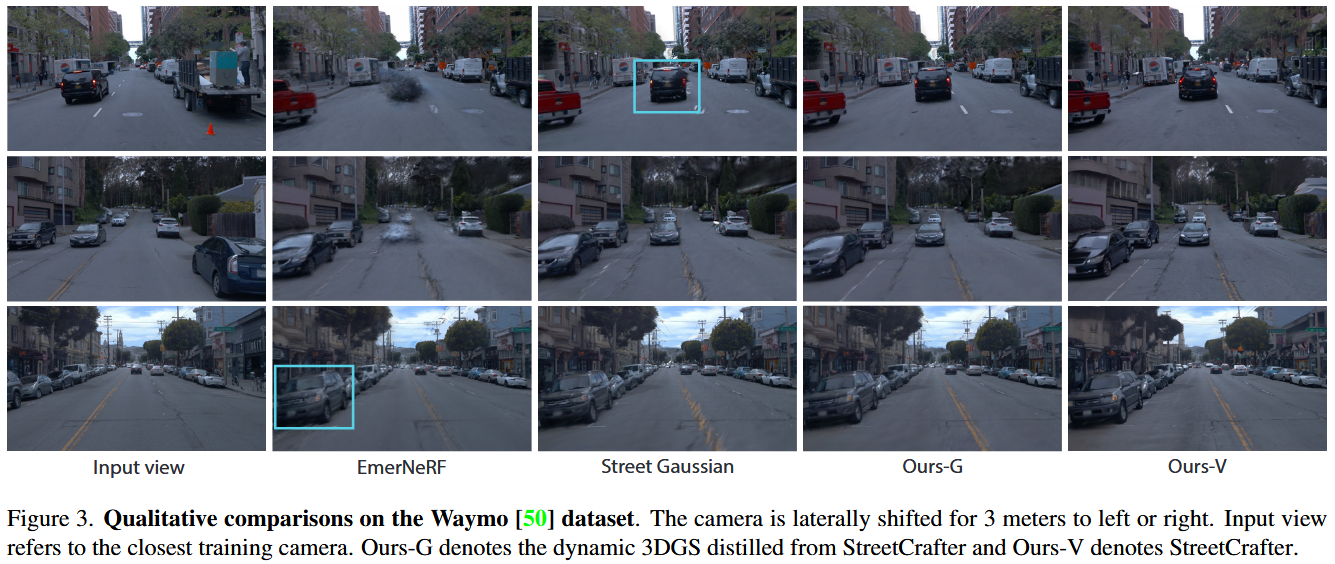 Input view
EmerNeRF
Street Gaussian
Ours-G
Ours-V
Figure 3. Qualitative comparisons on the Waymo [50] dataset. The camera is laterally shifted for 3 meters to left or right. Input view
refers to the closest training camera. Ours-G denotes the dynamic 3DGS distilled from StreetCrafter and Ours-V denotes StreetCrafter.